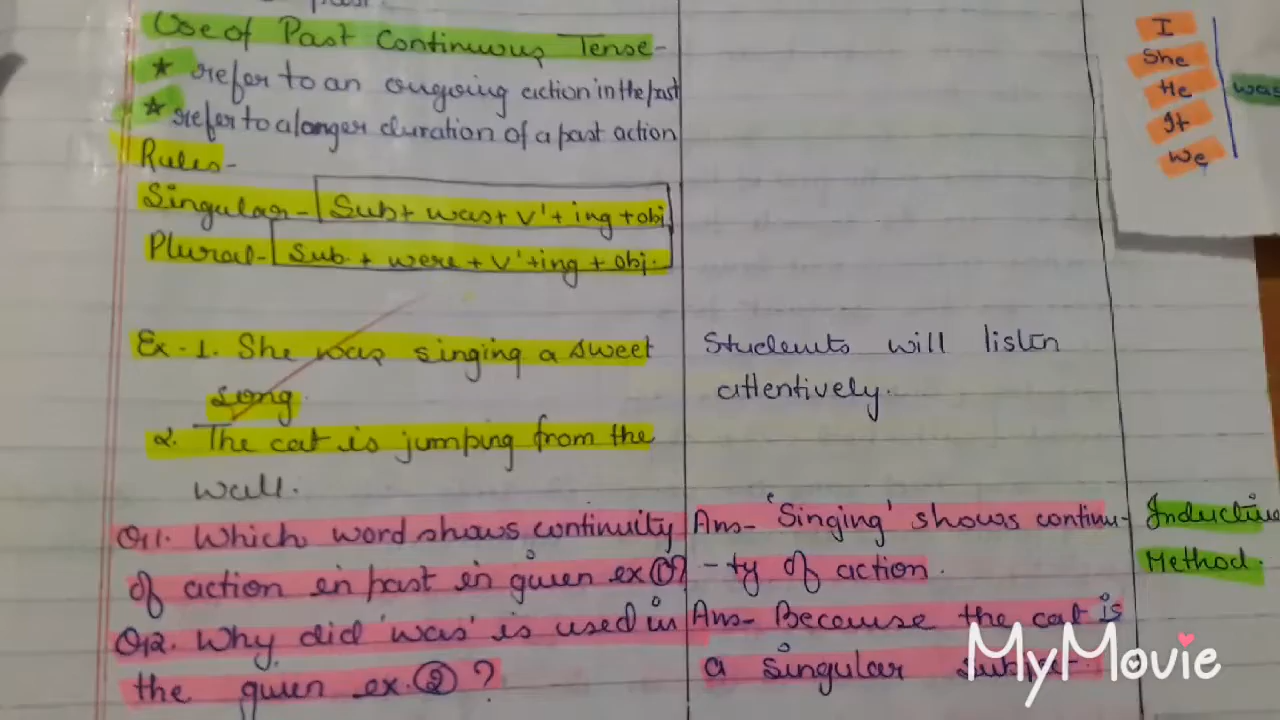 Use of Past Continuous Tense-
★ refer to an ongoing action in the past
★ refer to a longer duration of a past action
Rules-
Singular- Sub+ was+ V'+ ing +obj
Plural- Sub. + were + V'+ing + Obj.
Ex-1. She was singing a sweet
song.
2. The cat is jumping from the
wall.
Q11. Which word shows continuity
of action in past in given ex①?
Q12. Why did 'was' is used in
the given ex.② ?
Students will listen
attentively.
Ans- 'Singing' shows continu-
-ty of action.
Ans- Because the cat is
a singular
Inductive
Method.
I
She
He
It
We
was
MyMovie